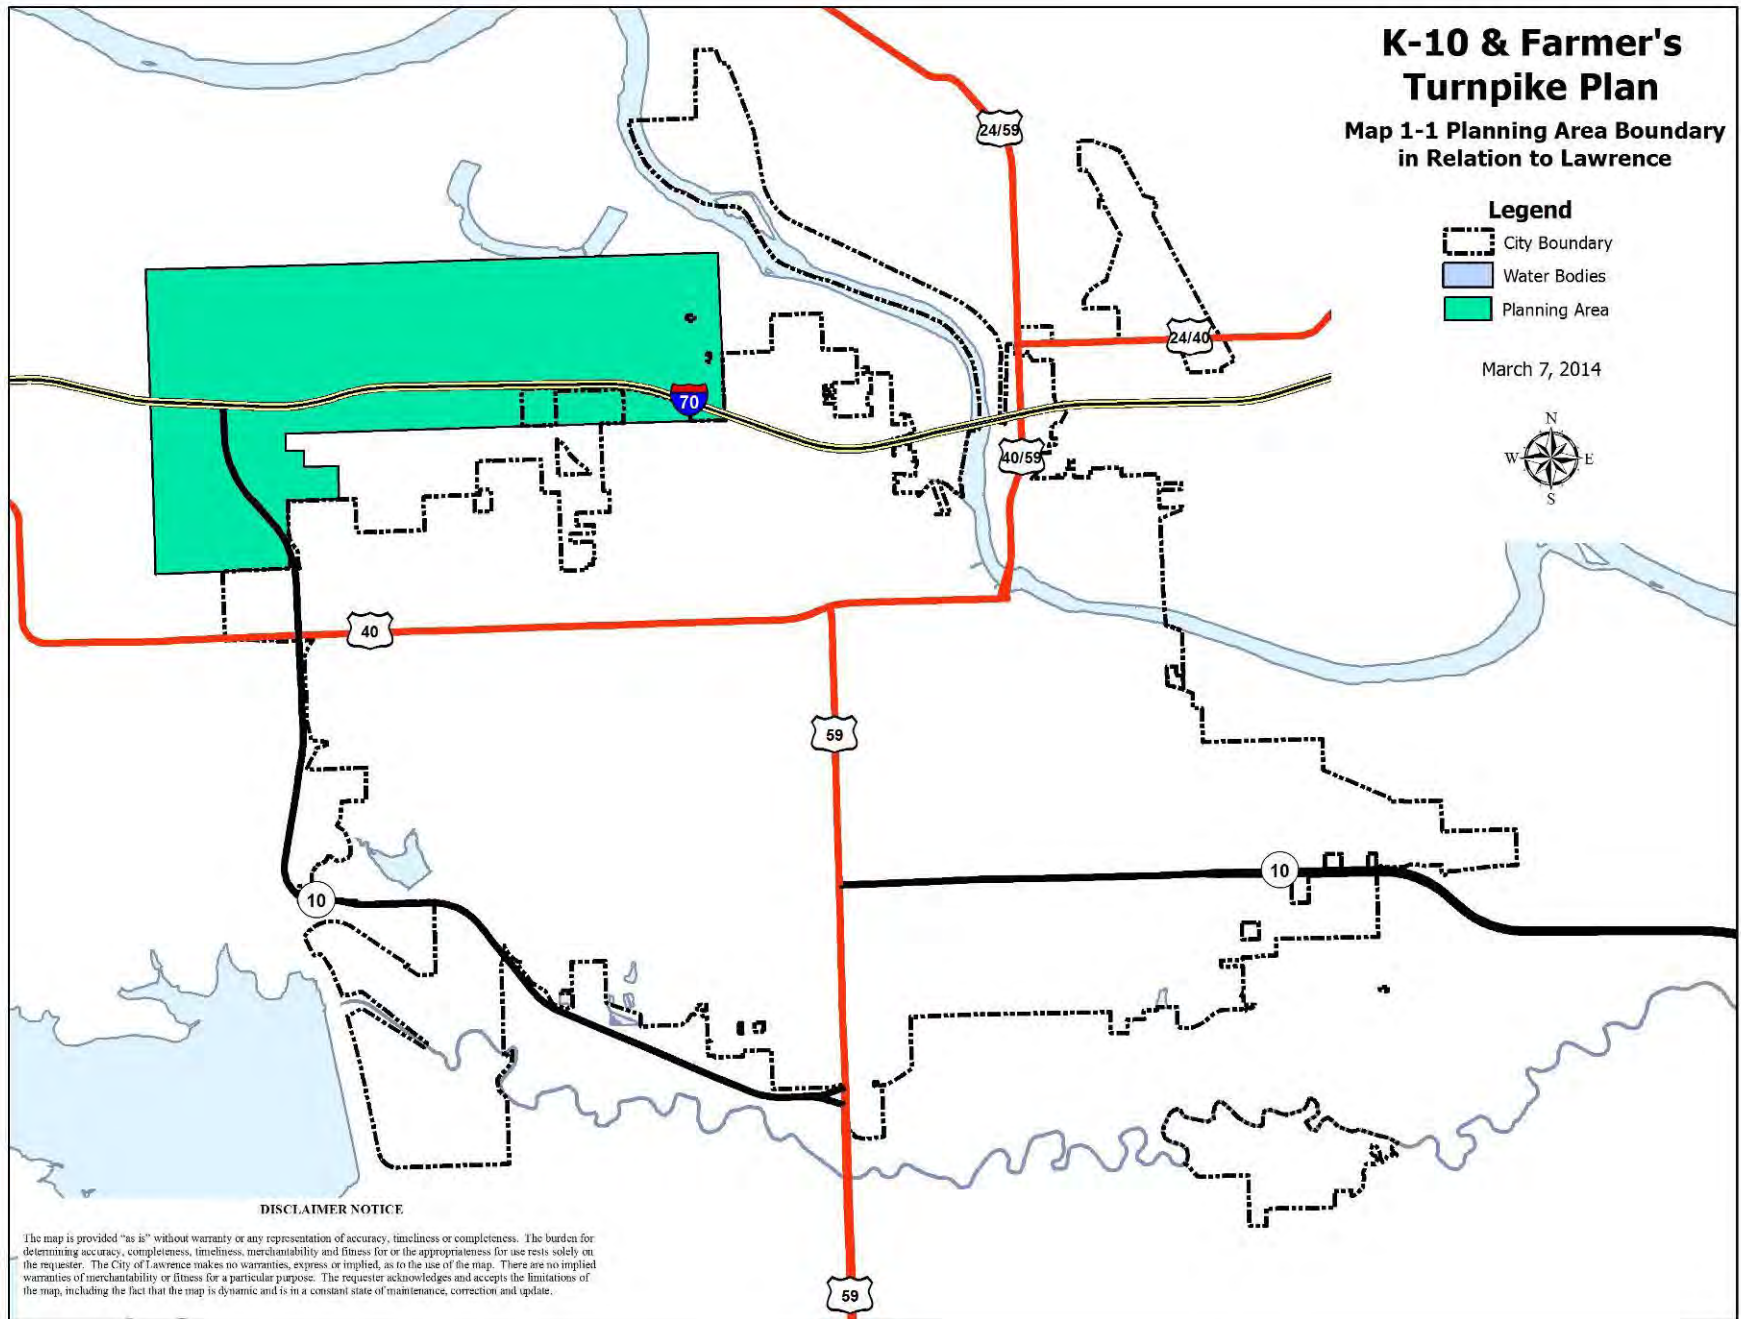 K-10 & Farmer's
Turnpike Plan
Map 1-1 Planning Area Boundary
in Relation to Lawrence
Legend
City Boundary
Water Bodies
Planning Area
March 7, 2014
N
W
E
S
24/59
24/40
70
40/59
40
59
10
10
59
DISCLAIMER NOTICE
The map is provided "as is" without warranty or any representation of accuracy, timeliness or completeness. The burden for
determining accuracy, completeness, timeliness, merchantability and fitness for or the appropriateness for use rests solely on
the requester. The City of Lawrence makes no warranties, express or implied, as to the use of the map. There are no implied
warranties of merchantability or fitness for a particular purpose. The requester acknowledges and accepts the limitations of
the map, including the fact that the map is dynamic and is in a constant state of maintenance, correction and update.